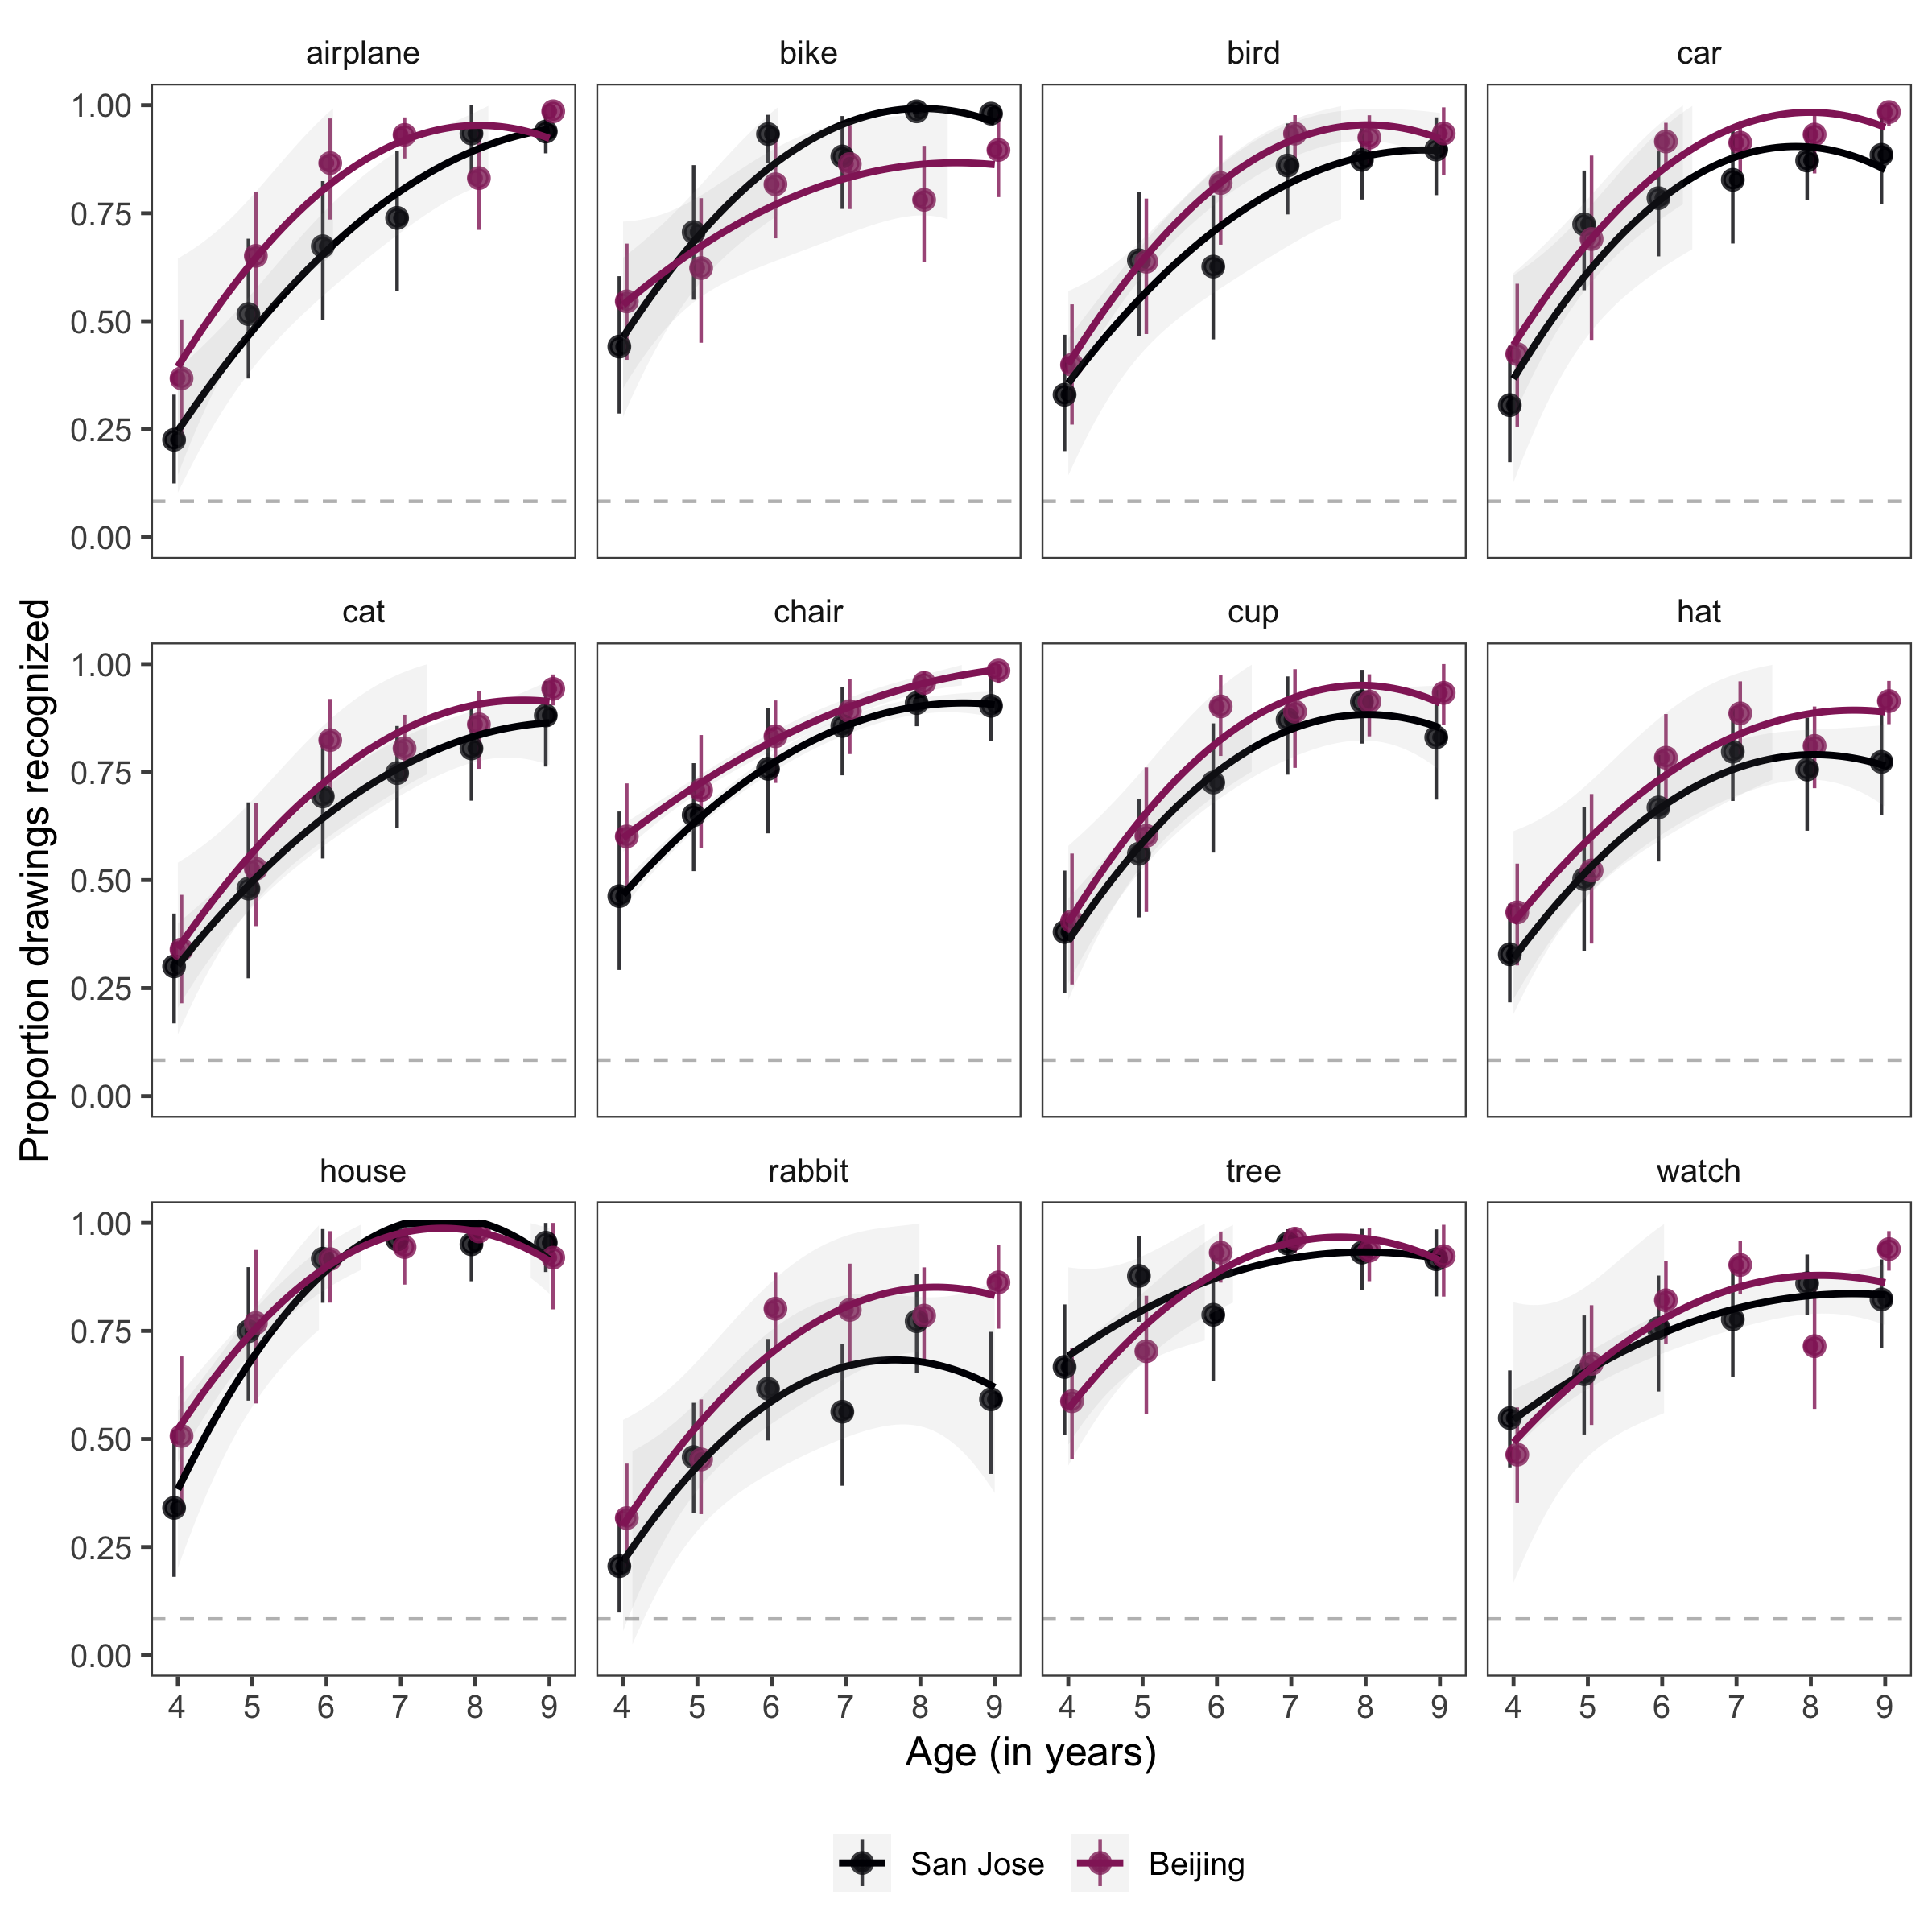 airplane bike bird car
1.00
0.75
0.50
0.25
0.00
cat chair cup hat
1.00
0.75
0.50
0.25
0.00
Proportion drawings recognized
house rabbit tree watch
1.00
0.75
0.50
0.25
0.00
4 5 6 7 8 9 4 5 6 7 8 9 4 5 6 7 8 9 4 5 6 7 8 9
Age (in years)
San Jose Beijing